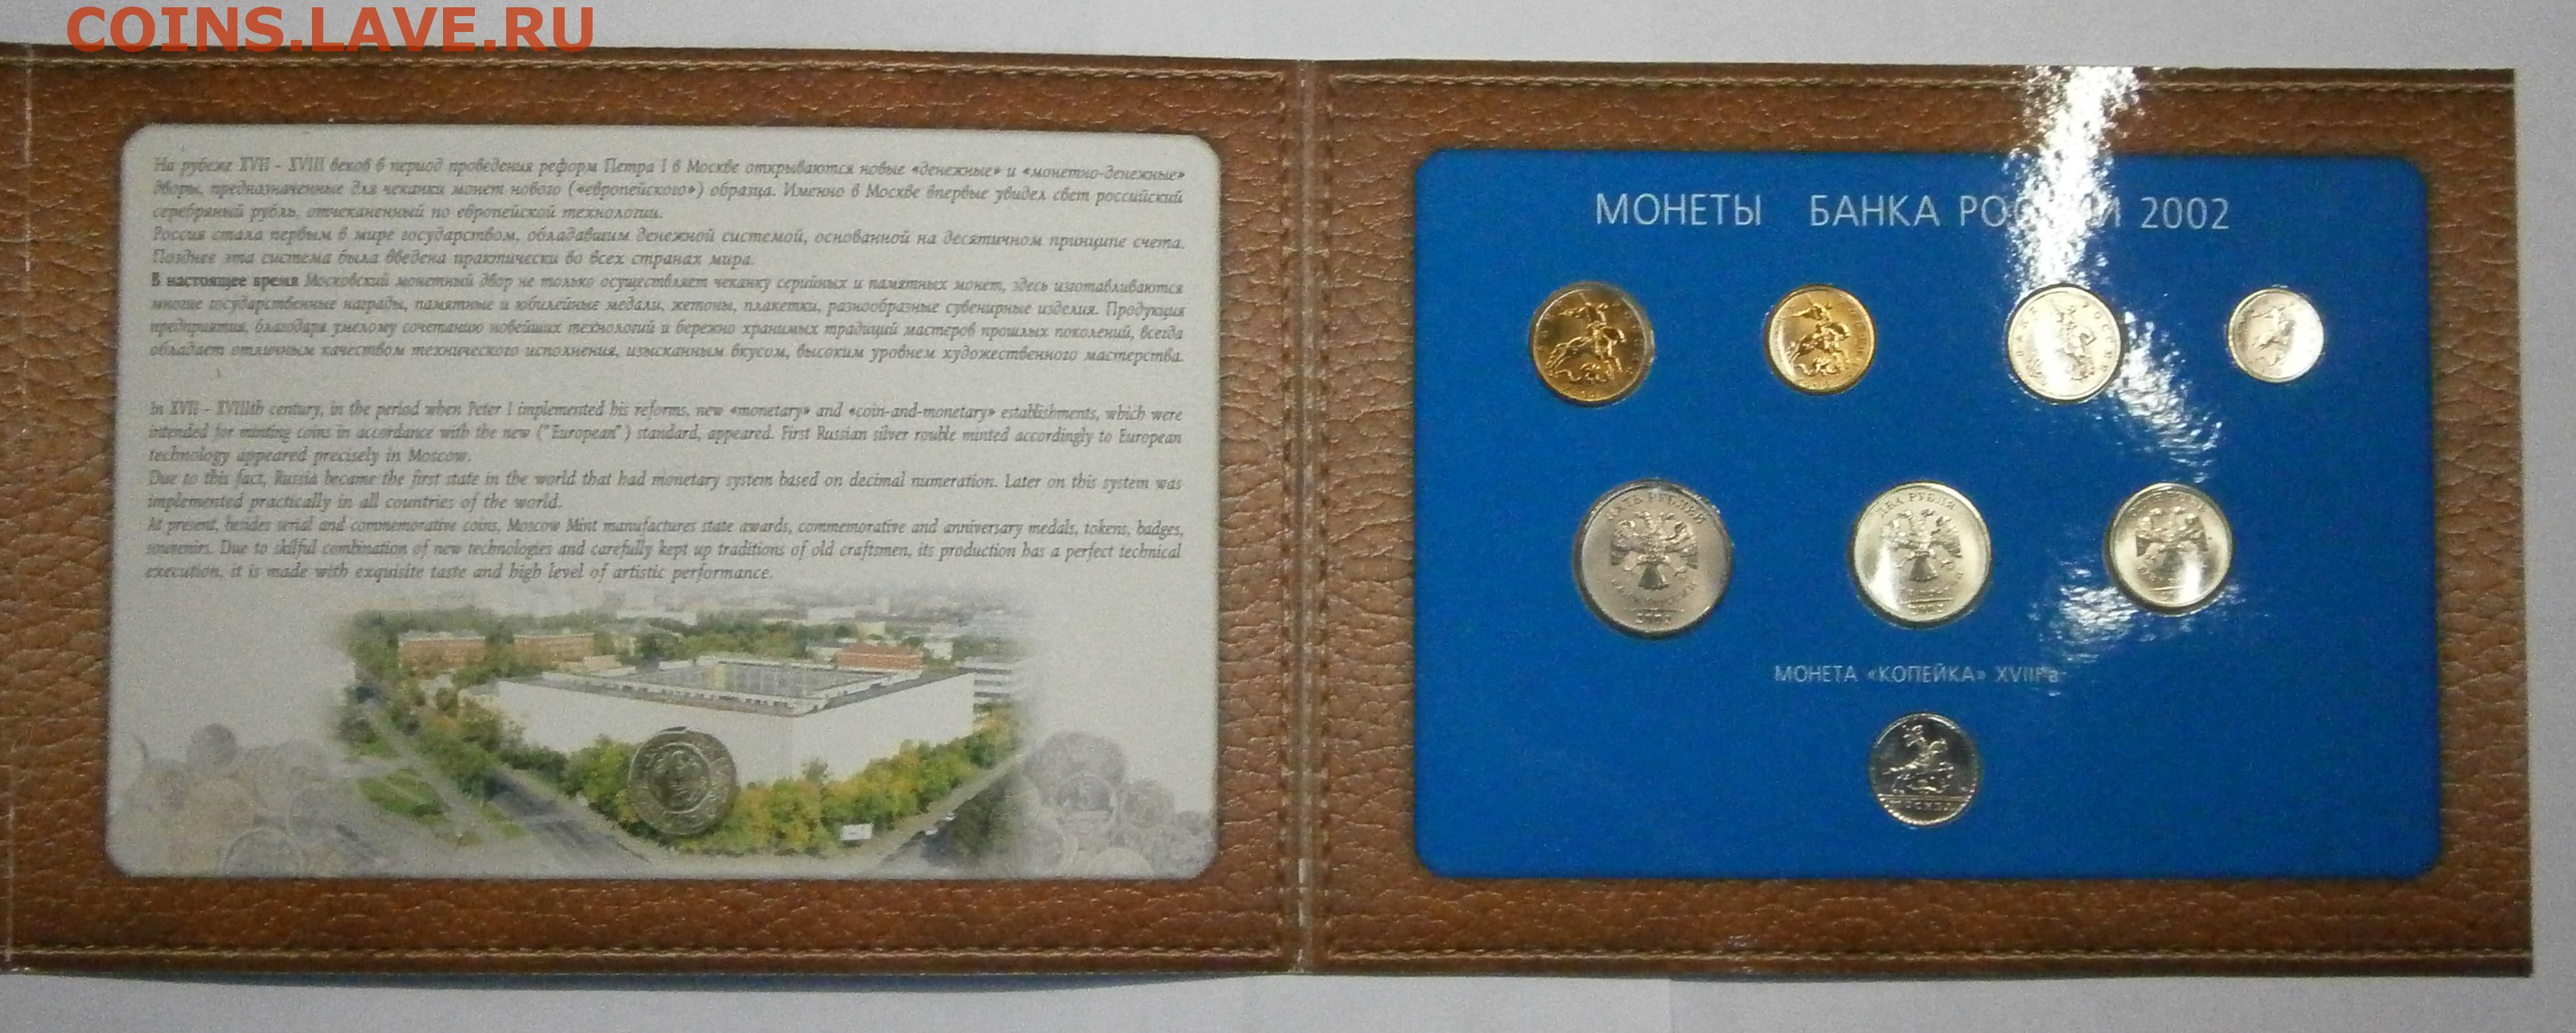 COINS.LAVE.RU
На рубеже XVII - XVIII веков в период проведения реформ Петра I в Москве открываются новые «денежные» и «монетно-денежные»
дворы, предназначенные для чеканки монет нового («европейского») образца. Именно в Москве впервые увидел свет российский
серебряный рубль, отчеканенный по европейской технологии.
Россия стала первым в мире государством, обладавшим денежной системой, основанной на десятичном принципе счета.
Позднее эта система была введена практически во всех странах мира.
В настоящее время Московский монетный двор не только осуществляет чеканку серийных и памятных монет, здесь изготавливаются
многие государственные награды, памятные и юбилейные медали, жетоны, плакетки, разнообразные сувенирные изделия. Продукция
предприятия, благодаря умелому сочетанию новейших технологий и бережно хранимых традиций мастеров прошлых поколений, всегда
обладает отличным качеством технического исполнения, изысканным вкусом, высоким уровнем художественного мастерства.
In XVII - XVIIIth century, in the period when Peter I implemented his reforms, new «monetary» and «coin-and-monetary» establishments, which were
intended for minting coins in accordance with the new ("European") standard, appeared. First Russian silver rouble minted accordingly to European
technology appeared precisely in Moscow.
Due to this fact, Russia became the first state in the world that had monetary system based on decimal numeration. Later on this system was
implemented practically in all countries of the world.
At present, besides serial and commemorative coins, Moscow Mint manufactures state awards, commemorative and anniversary medals, tokens, badges,
souvenirs. Due to skilful combination of new technologies and carefully kept up traditions of old craftsmen, its production has a perfect technical
execution, it is made with exquisite taste and high level of artistic performance.
МОНЕТЫ БАНКА РОССИИ 2002
БАНК РОССИИ
ПЯТЬ РУБЛЕЙ
ДВА РУБЛЯ
2002
МОНЕТА «КОПЕЙКА»
МОСКВА